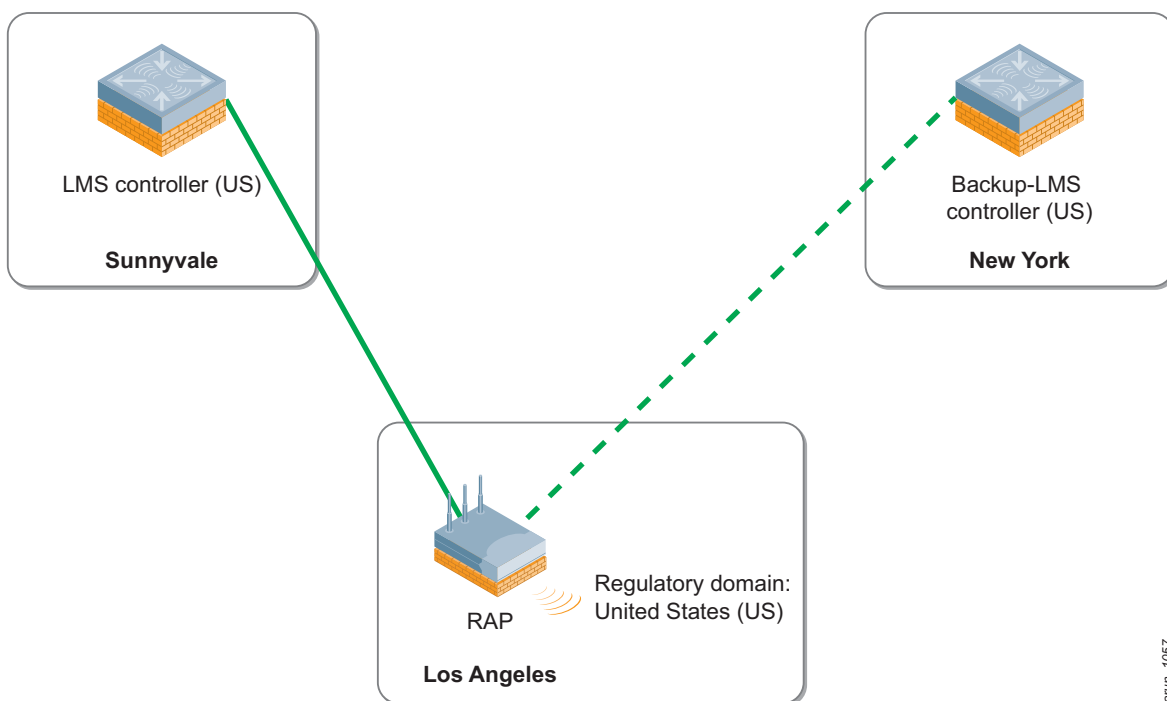 LMS controller (US)
Sunnyvale
Backup-LMS
controller (US)
New York
Regulatory domain:
United States (US)
RAP
Los Angeles